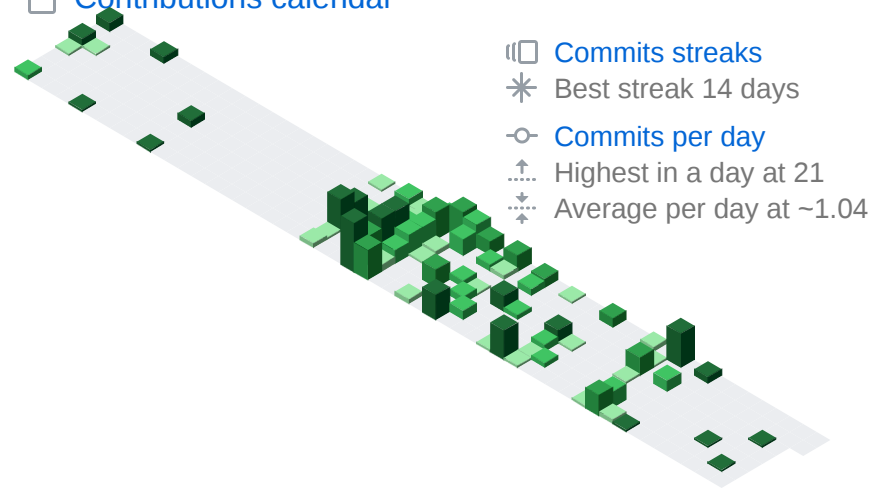 Contributions calendar
Commits streaks
Best streak 14 days
Commits per day
Highest in a day at 21
Average per day at ~1.04